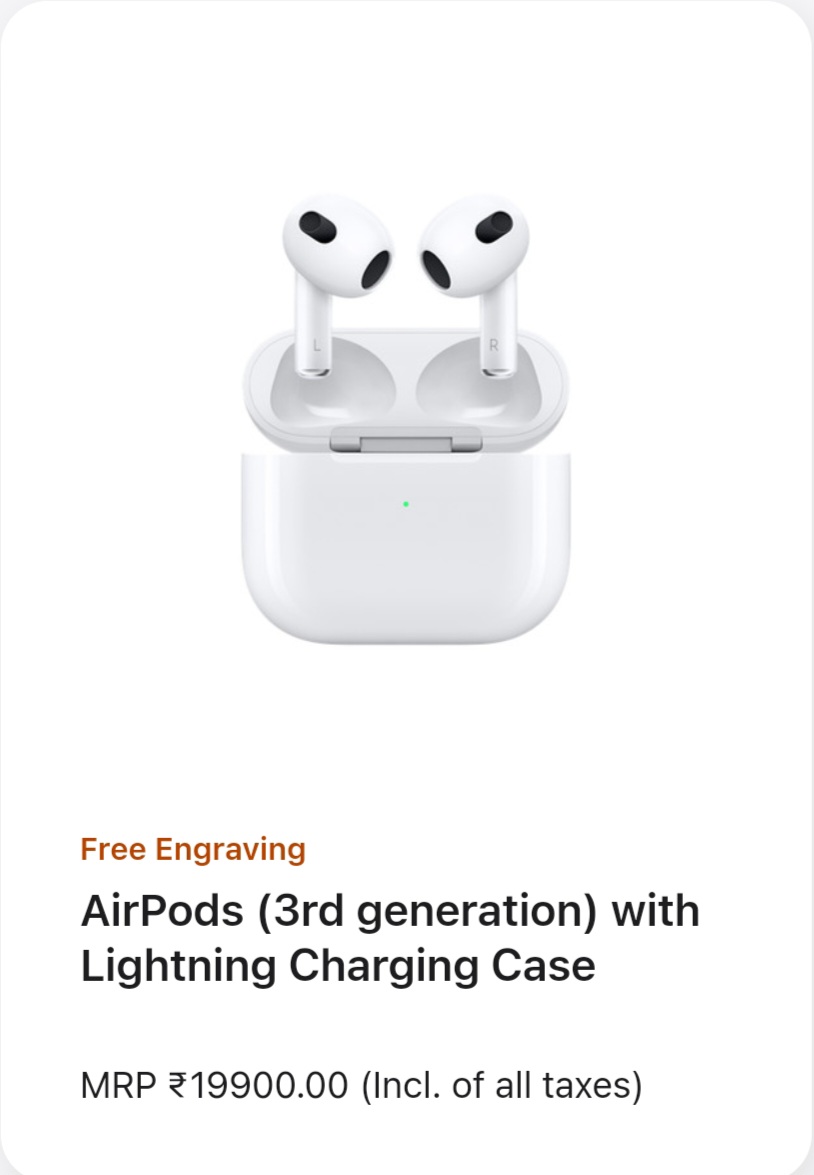 L
R
Free Engraving
AirPods (3rd generation) with
Lightning Charging Case
MRP ₹19900.00 (Incl. of all taxes)